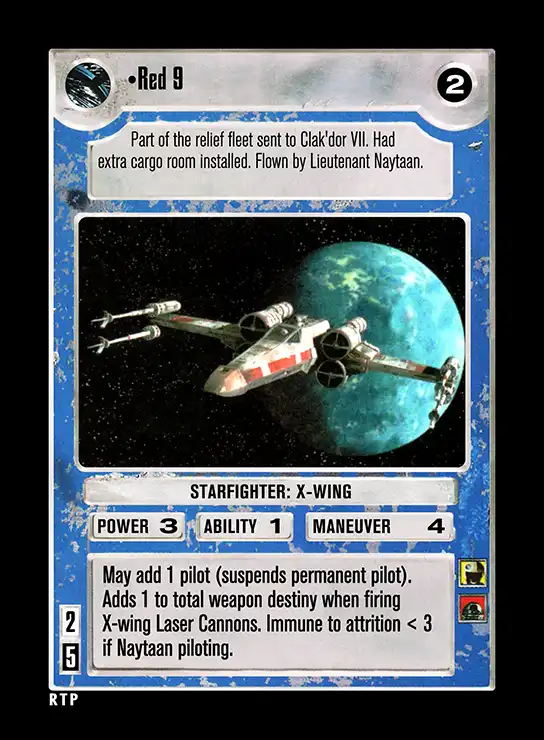 •Red 9
2
Part of the relief fleet sent to Clak'dor VII. Had
extra cargo room installed. Flown by Lieutenant Naytaan.
STARFIGHTER: X-WING
POWER 3 ABILITY 1 MANEUVER 4
May add 1 pilot (suspends permanent pilot).
Adds 1 to total weapon destiny when firing
X-wing Laser Cannons. Immune to attrition < 3
if Naytaan piloting.
2
5
RTP